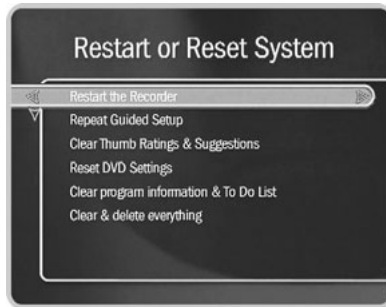 Restart or Reset System
Restart the Recorder
Repeat Guided Setup
Clear Thumb Ratings & Suggestions
Reset DVD Settings
Clear program information & To Do List
Clear & delete everything